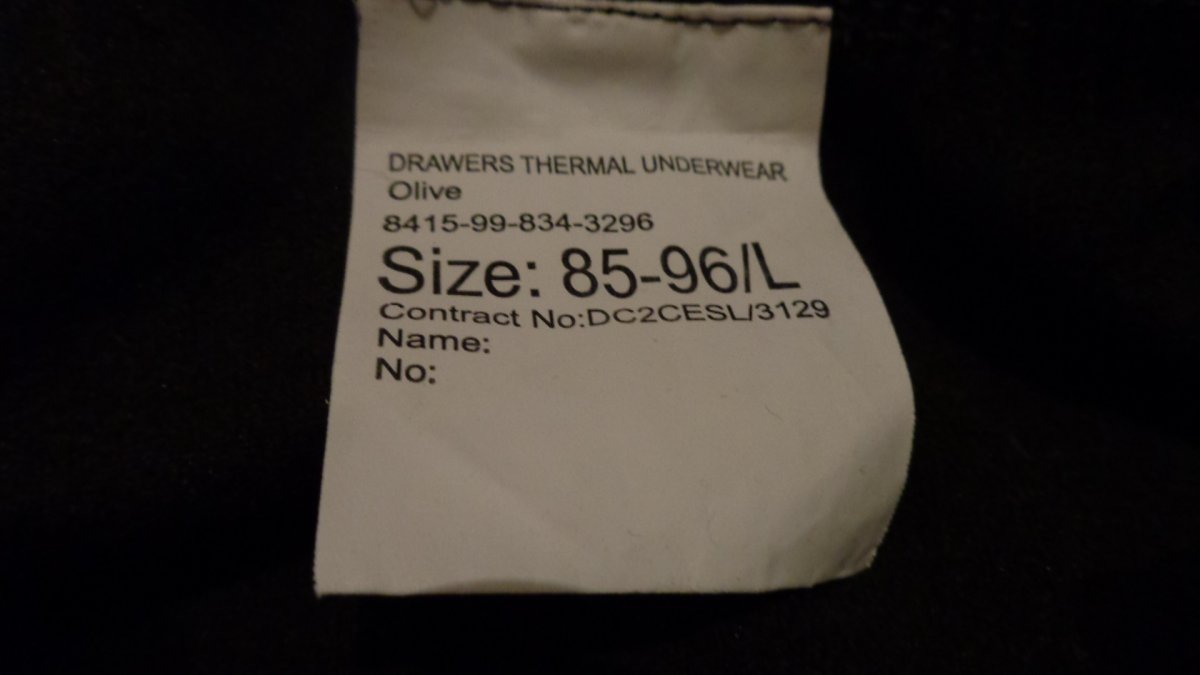 DRAWERS THERMAL UNDERWEAR
Olive
8415-99-834-3296
Size: 85-96/L
Contract No:DC2CESL/3129
Name:
No: